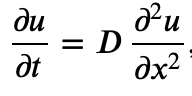 ∂u/∂t = D ∂²u/∂x²,